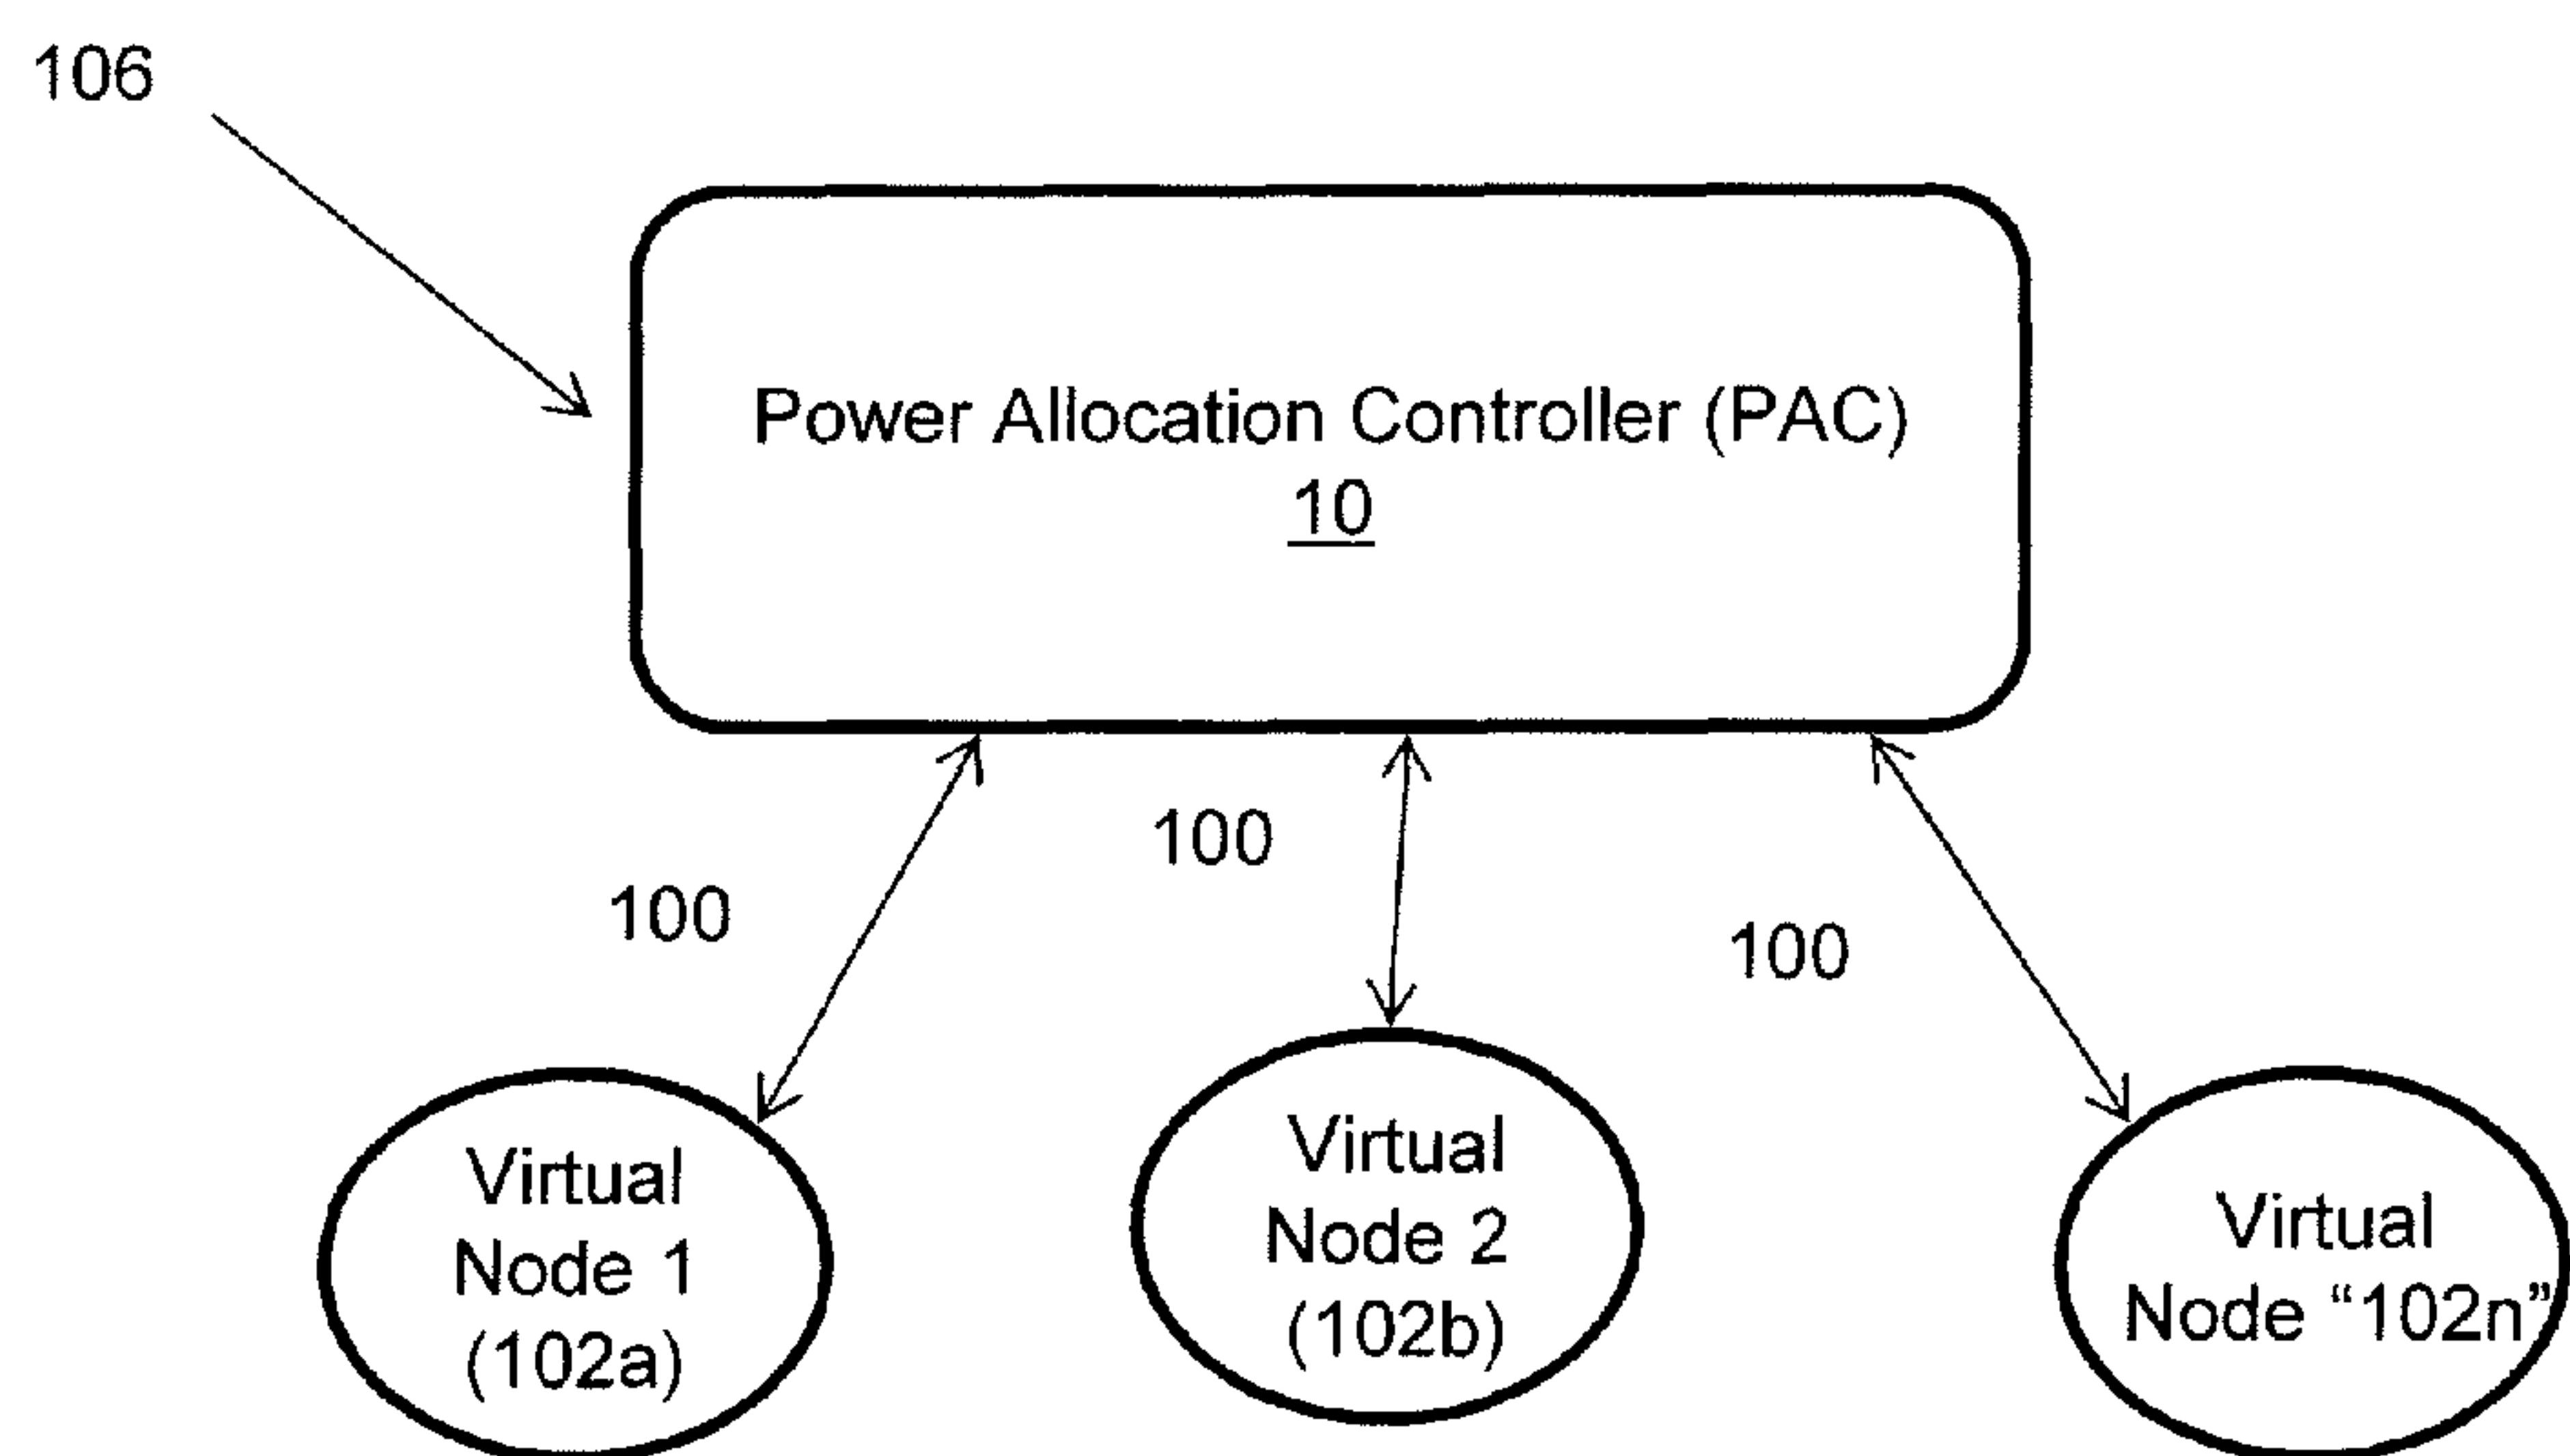 106
Power Allocation Controller (PAC)
10
100
100
100
Virtual
Node 1
(102a)
Virtual
Node 2
(102b)
Virtual
Node “102n”